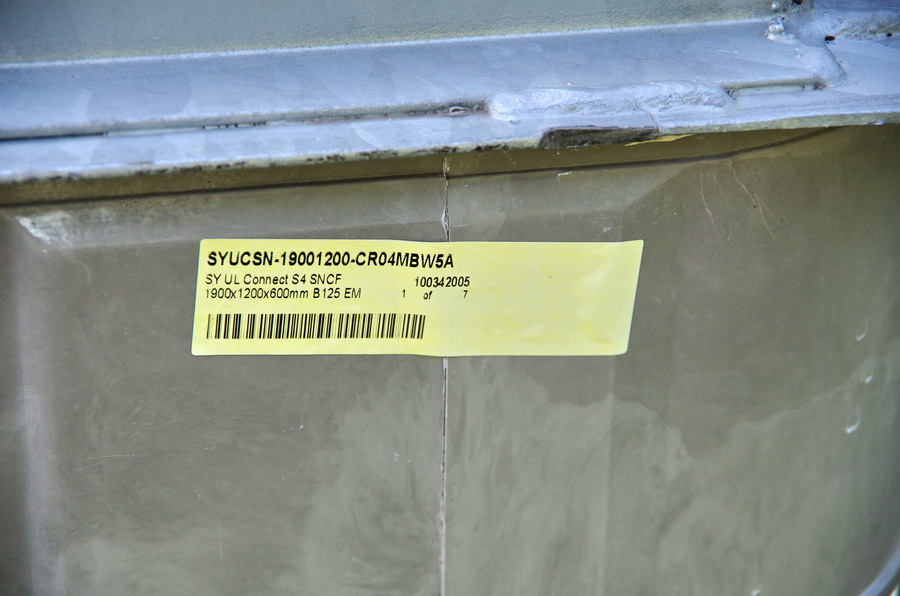 SYUCSN-19001200-CR04MBW5A
SY UL Connect S4 SNCF 100342005
1900x1200x600mm B125 EM 1 of 7